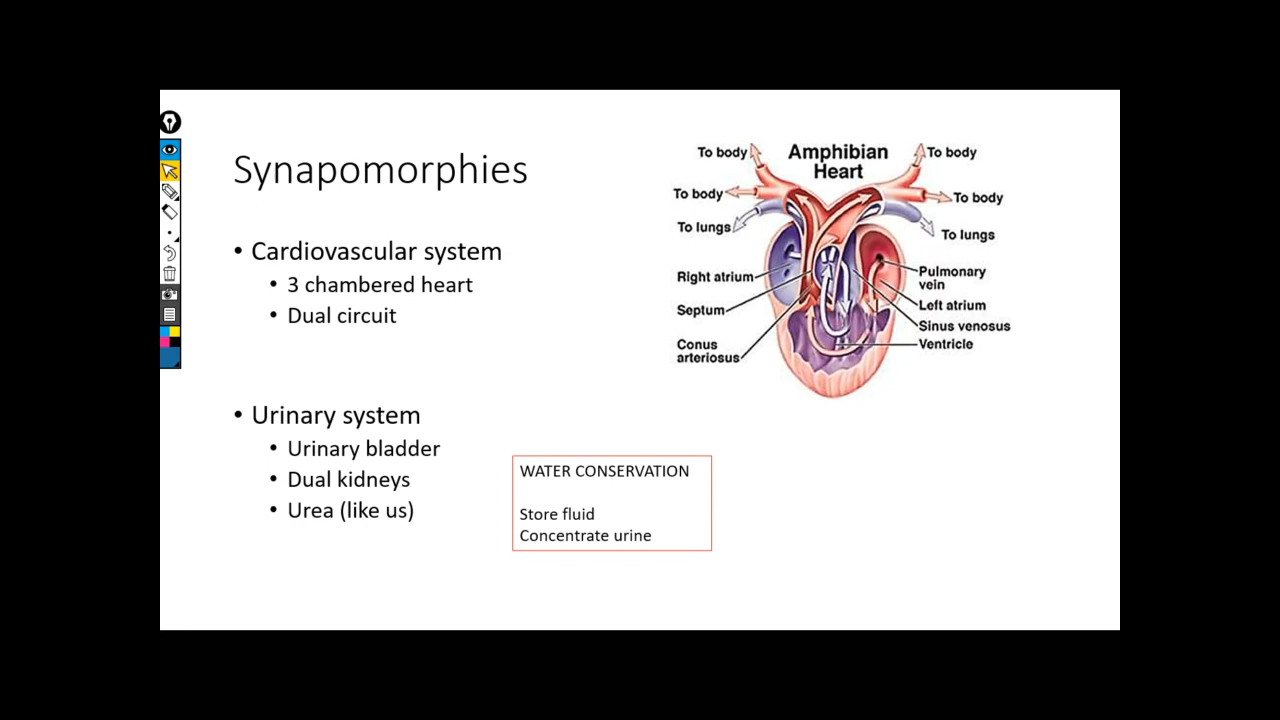 Synapomorphies
• Cardiovascular system
• 3 chambered heart
• Dual circuit
• Urinary system
• Urinary bladder
• Dual kidneys
• Urea (like us)
WATER CONSERVATION
Store fluid
Concentrate urine
Amphibian
Heart
To body
To body
To lungs
Right atrium
Septum
Conus
arteriosus
To body
To body
To lungs
Pulmonary
vein
Left atrium
Sinus venosus
Ventricle